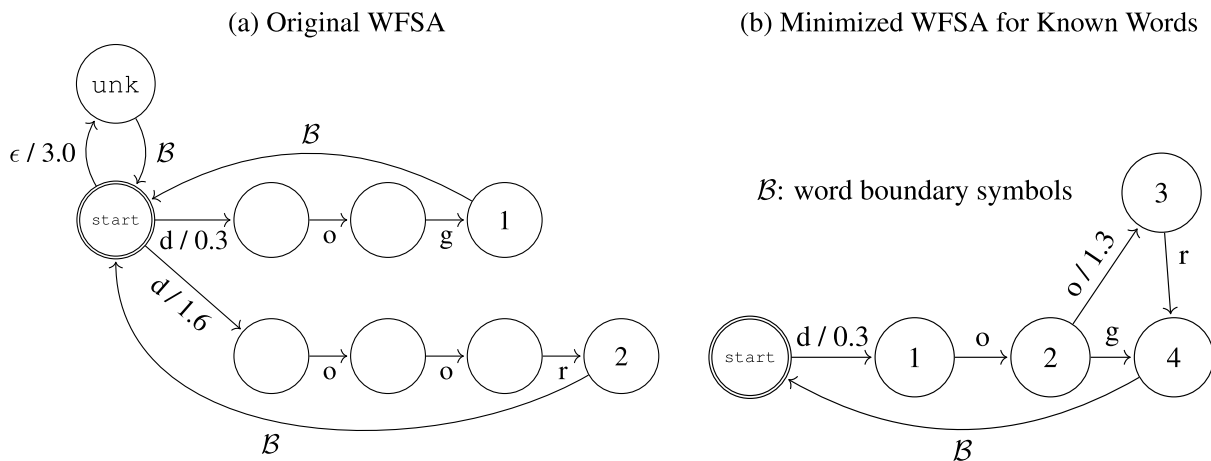 (a) Original WFSA
unk
ϵ / 3.0
ℬ
ℬ
start
d / 0.3
o
g
1
d / 1.6
o
o
r
2
ℬ
(b) Minimized WFSA for Known Words
ℬ: word boundary symbols
3
o / 1.3
r
start
d / 0.3
1
o
2
g
4
ℬ